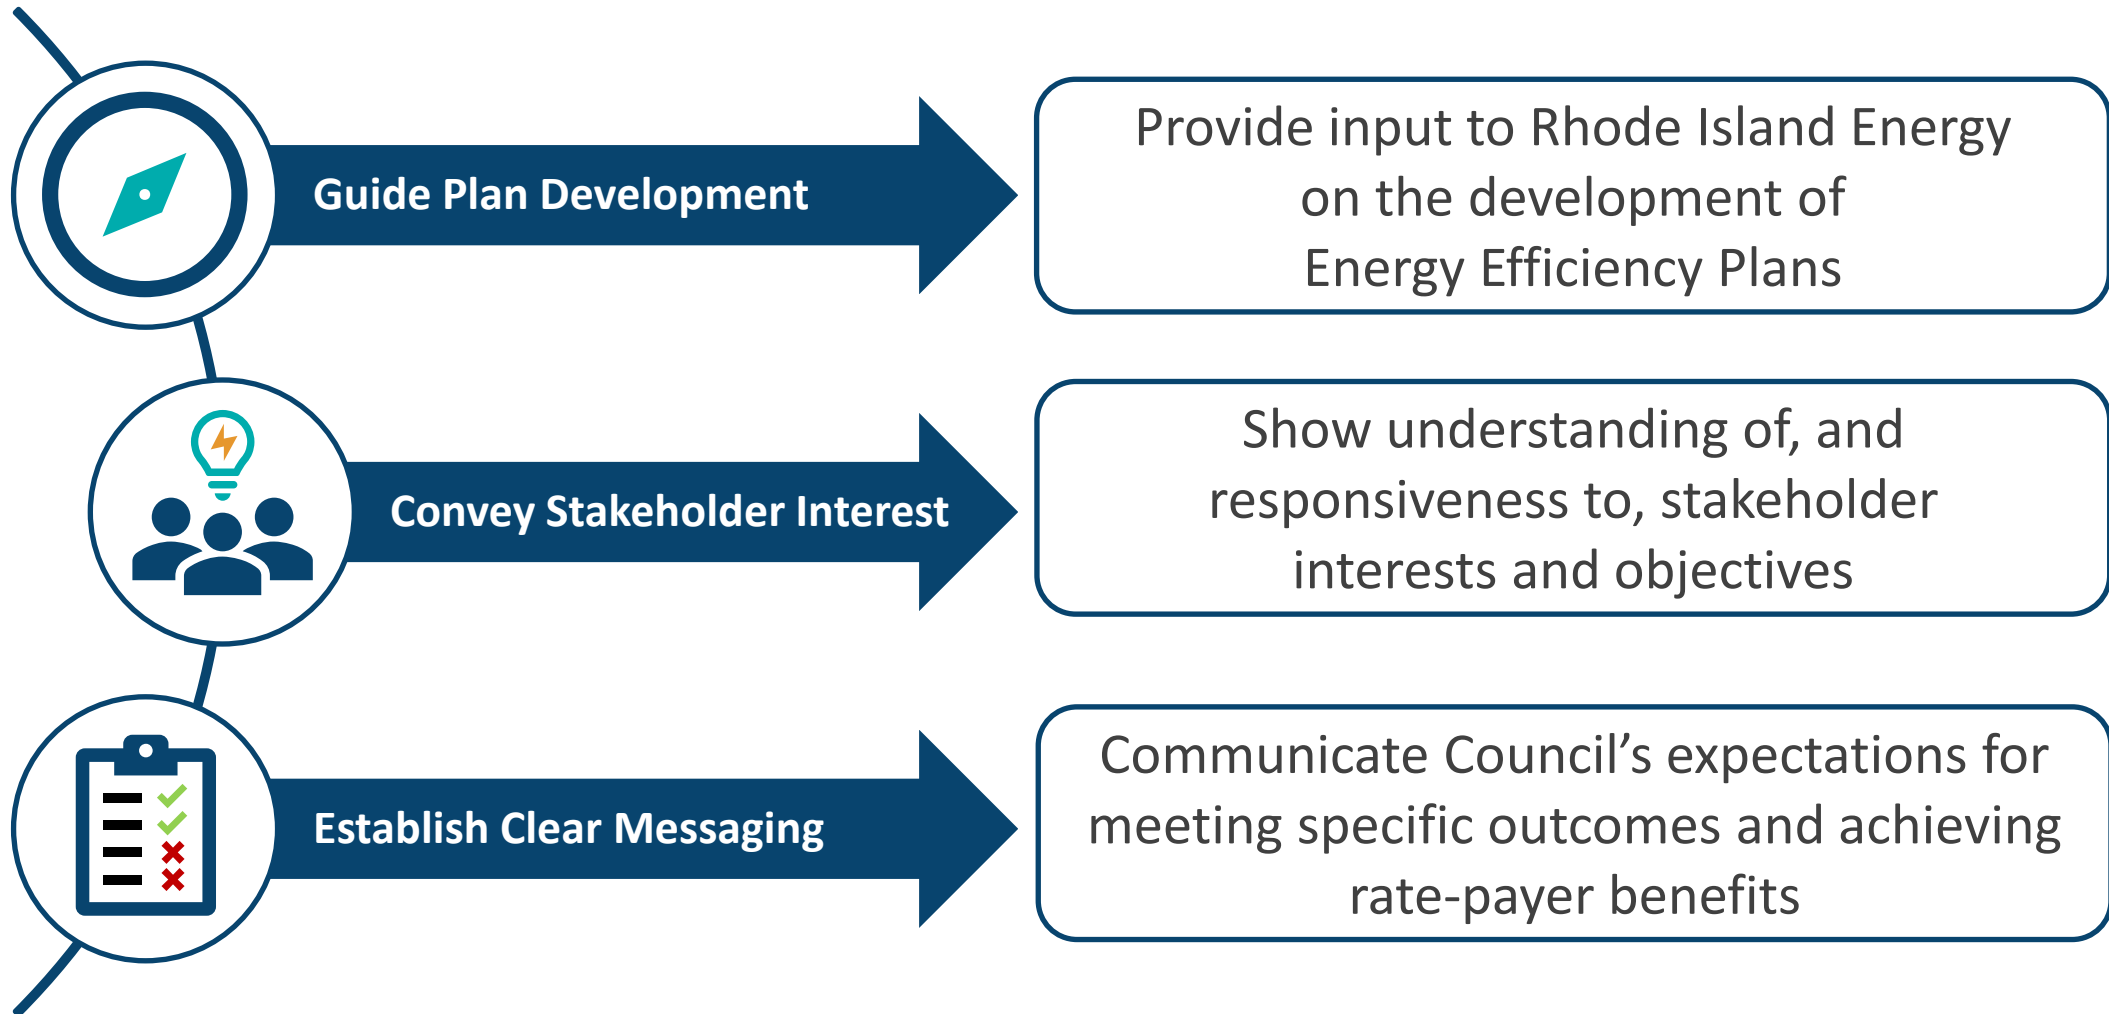 Guide Plan Development
Provide input to Rhode Island Energy
on the development of
Energy Efficiency Plans
Convey Stakeholder Interest
Show understanding of, and
responsiveness to, stakeholder
interests and objectives
Establish Clear Messaging
Communicate Council’s expectations for
meeting specific outcomes and achieving
rate-payer benefits